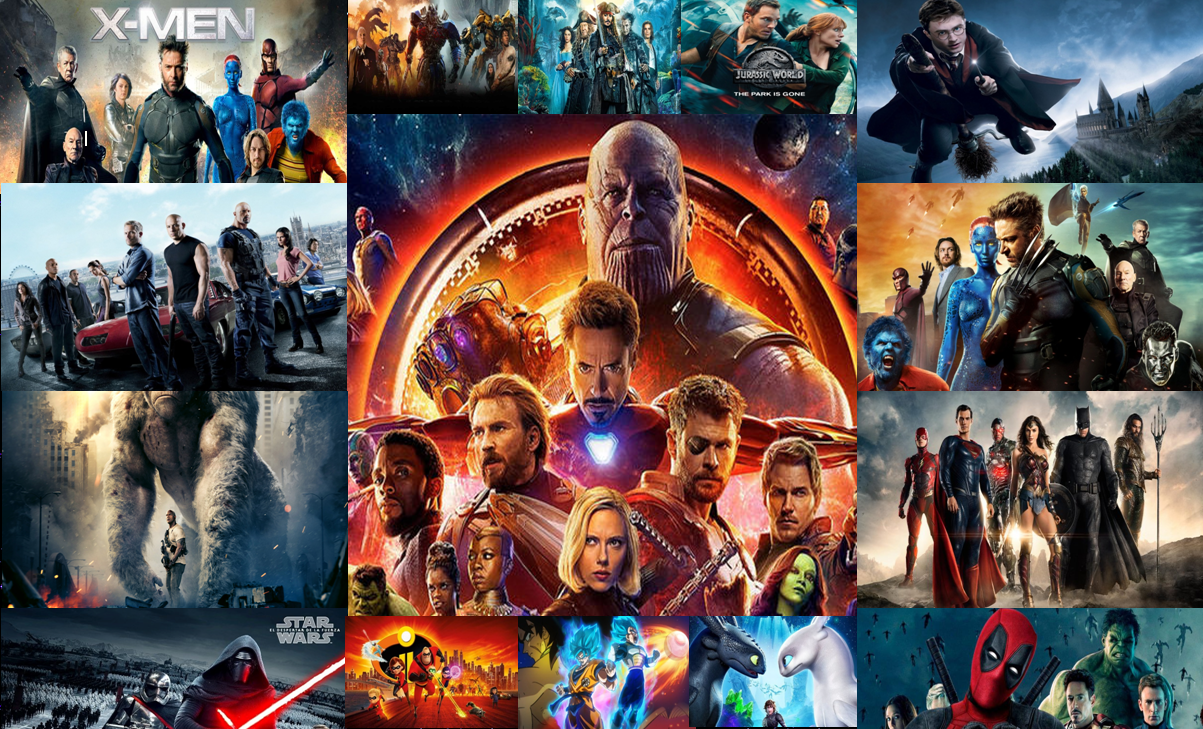 X-MEN
JURASSIC WORLD
THE PARK IS GONE
STAR
EL DESPERTAR DE LA FUERZA
WARS